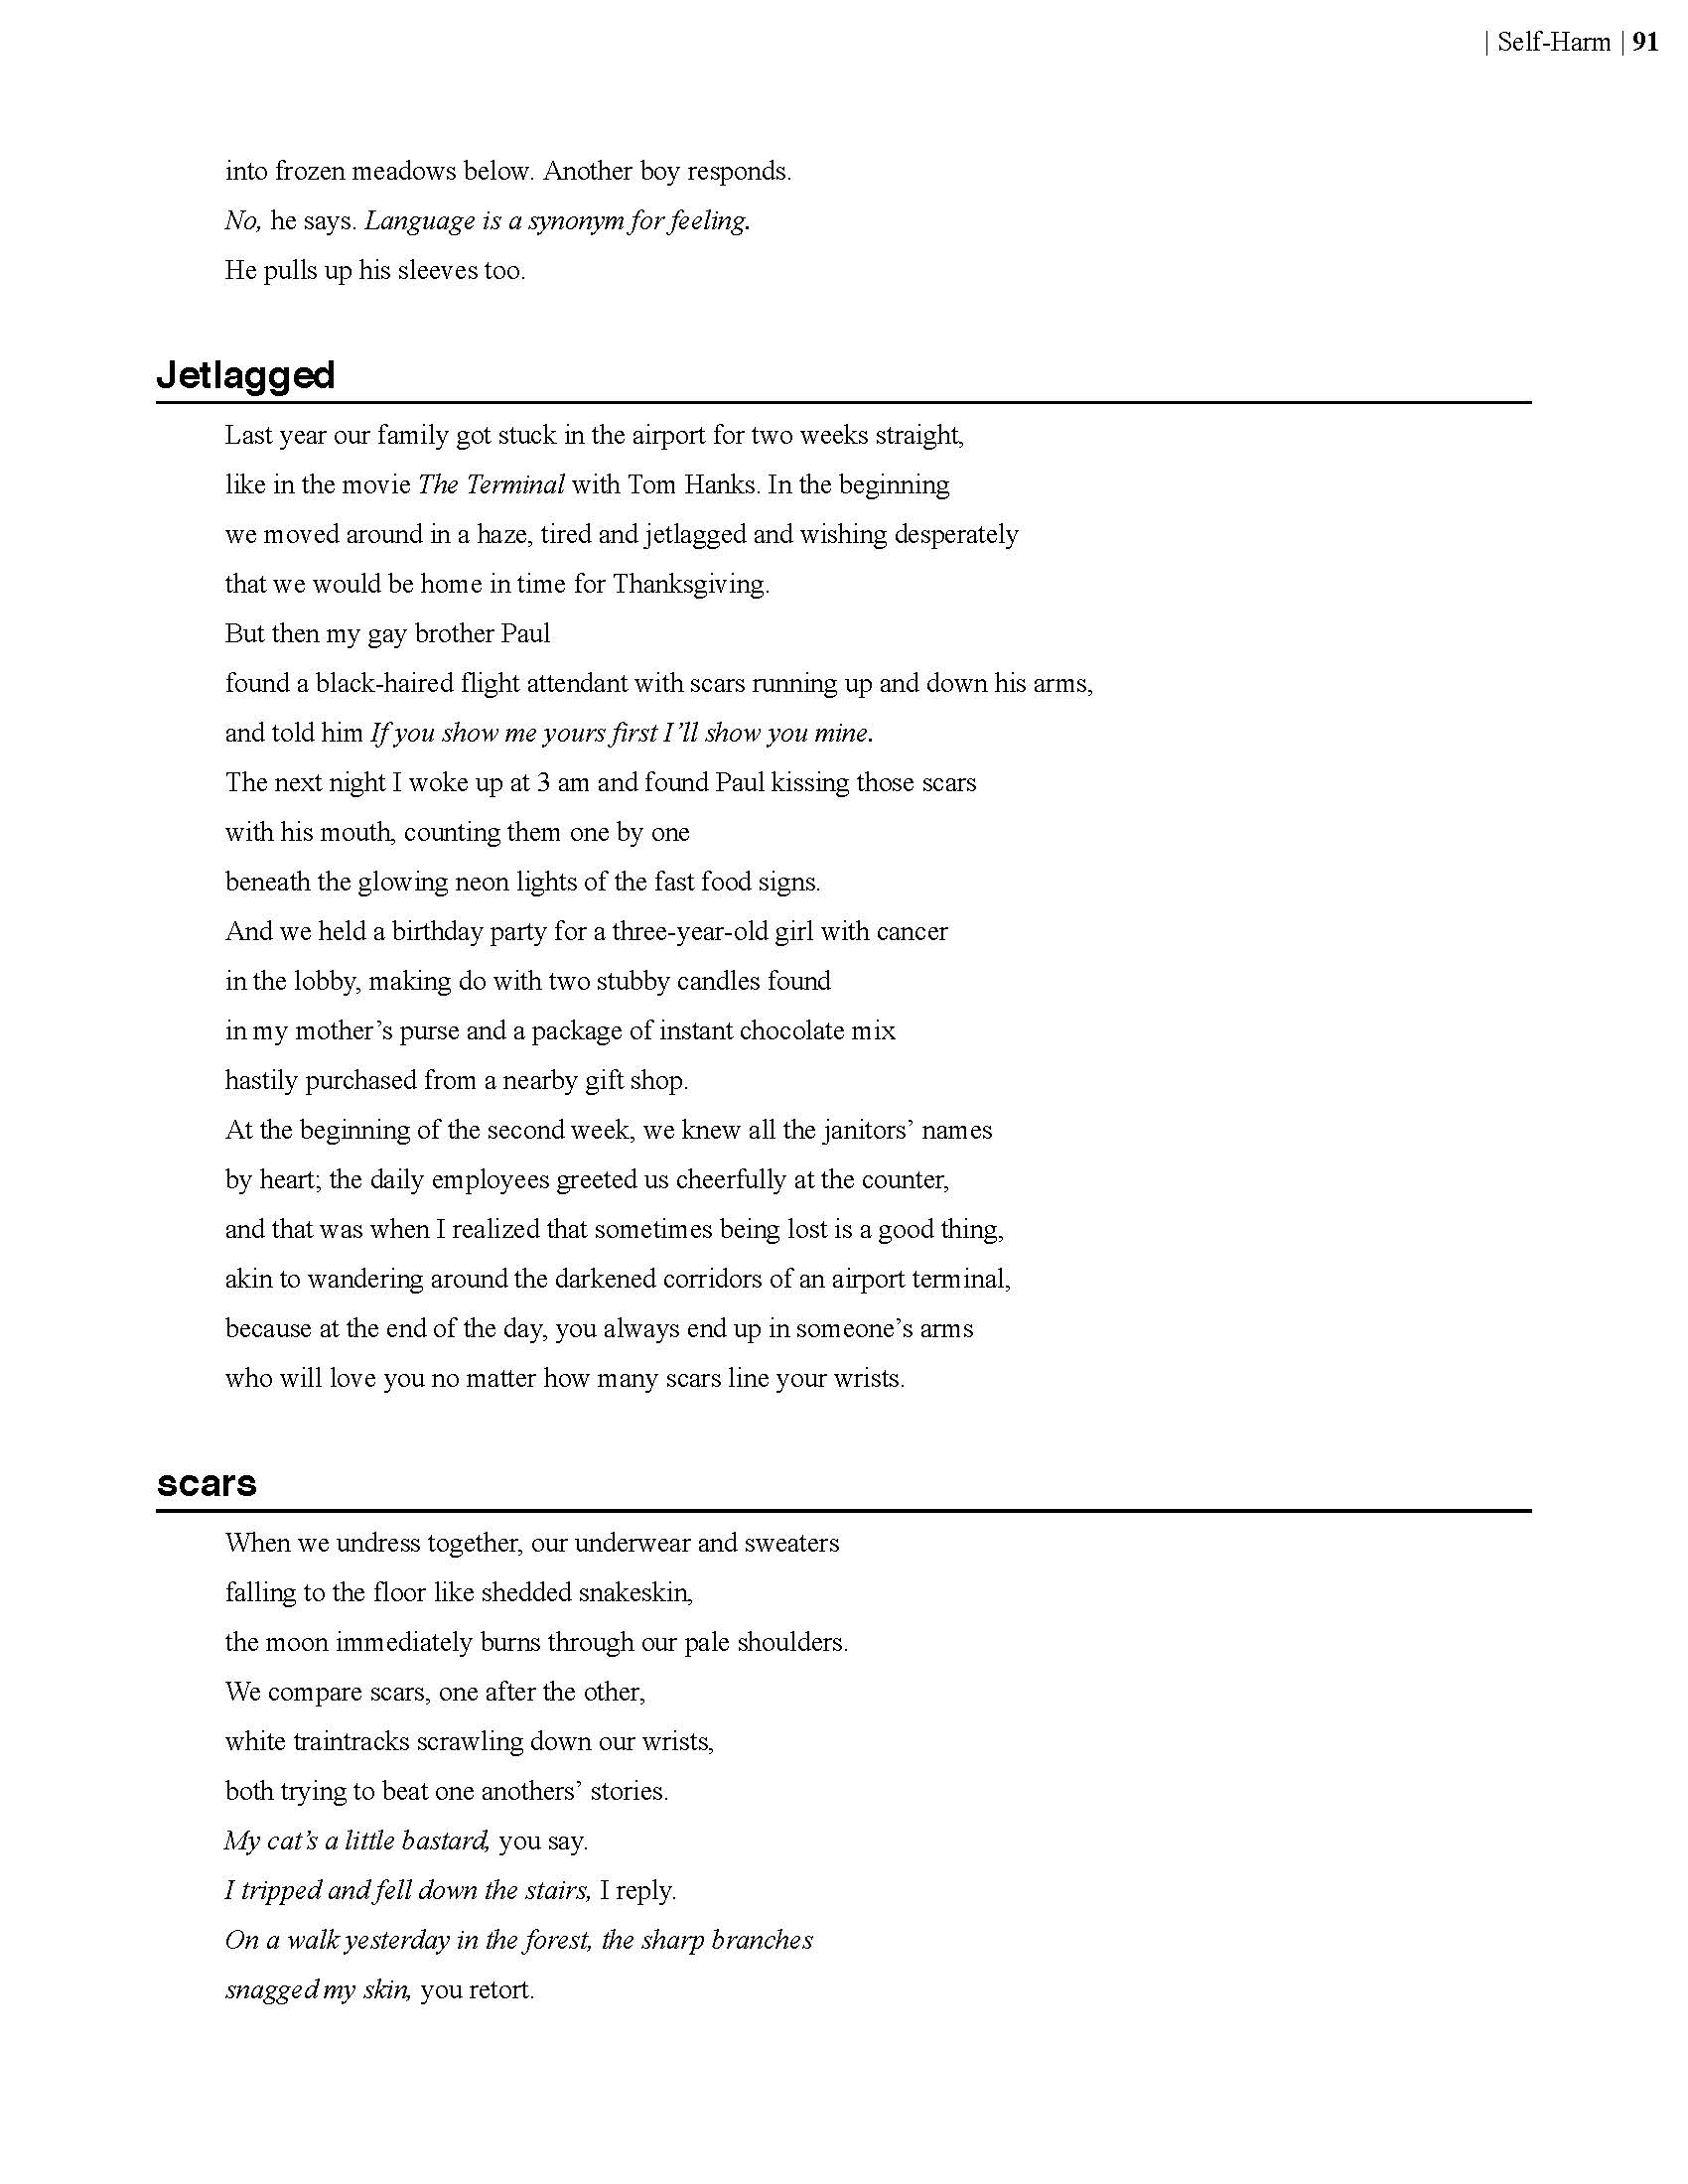 | Self-Harm | 91
into frozen meadows below. Another boy responds.
No, he says. Language is a synonym for feeling.
He pulls up his sleeves too.
Jetlagged
Last year our family got stuck in the airport for two weeks straight,
like in the movie The Terminal with Tom Hanks. In the beginning
we moved around in a haze, tired and jetlagged and wishing desperately
that we would be home in time for Thanksgiving.
But then my gay brother Paul
found a black-haired flight attendant with scars running up and down his arms,
and told him If you show me yours first I’ll show you mine.
The next night I woke up at 3 am and found Paul kissing those scars
with his mouth, counting them one by one
beneath the glowing neon lights of the fast food signs.
And we held a birthday party for a three-year-old girl with cancer
in the lobby, making do with two stubby candles found
in my mother’s purse and a package of instant chocolate mix
hastily purchased from a nearby gift shop.
At the beginning of the second week, we knew all the janitors’ names
by heart; the daily employees greeted us cheerfully at the counter,
and that was when I realized that sometimes being lost is a good thing,
akin to wandering around the darkened corridors of an airport terminal,
because at the end of the day, you always end up in someone’s arms
who will love you no matter how many scars line your wrists.
scars
When we undress together, our underwear and sweaters
falling to the floor like shedded snakeskin,
the moon immediately burns through our pale shoulders.
We compare scars, one after the other,
white traintracks scrawling down our wrists,
both trying to beat one anothers’ stories.
My cat’s a little bastard, you say.
I tripped and fell down the stairs, I reply.
On a walk yesterday in the forest, the sharp branches
snagged my skin, you retort.